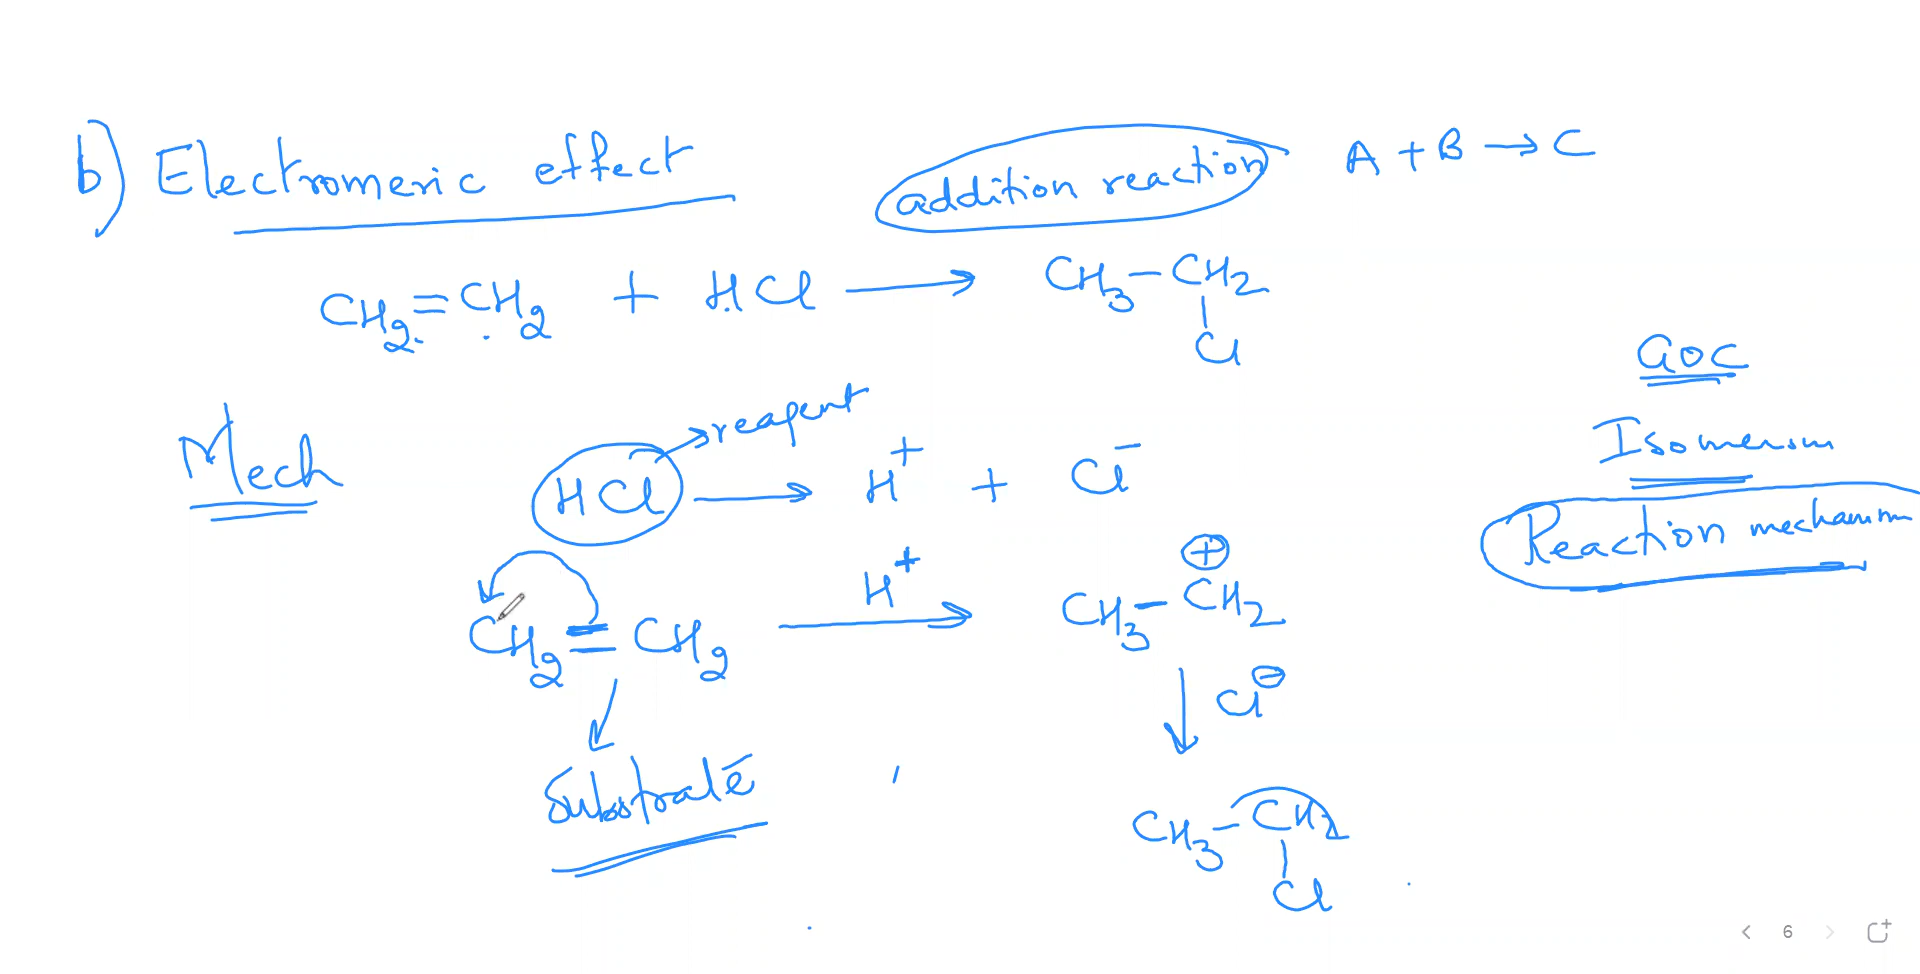 b) Electromeric effect
addition reaction A + B → C
CH₂=CH₂ + HCl → CH₃-CH₂
Cl
GOC
Isomerism
Reaction mechanism
Mech
HCl → reagent
→ H⁺ + Cl⁻
CH₂=CH₂ H⁺ → CH₃-CH₂ ⊕
Cl⊖
Substrate
CH₃-CH₂
Cl
6